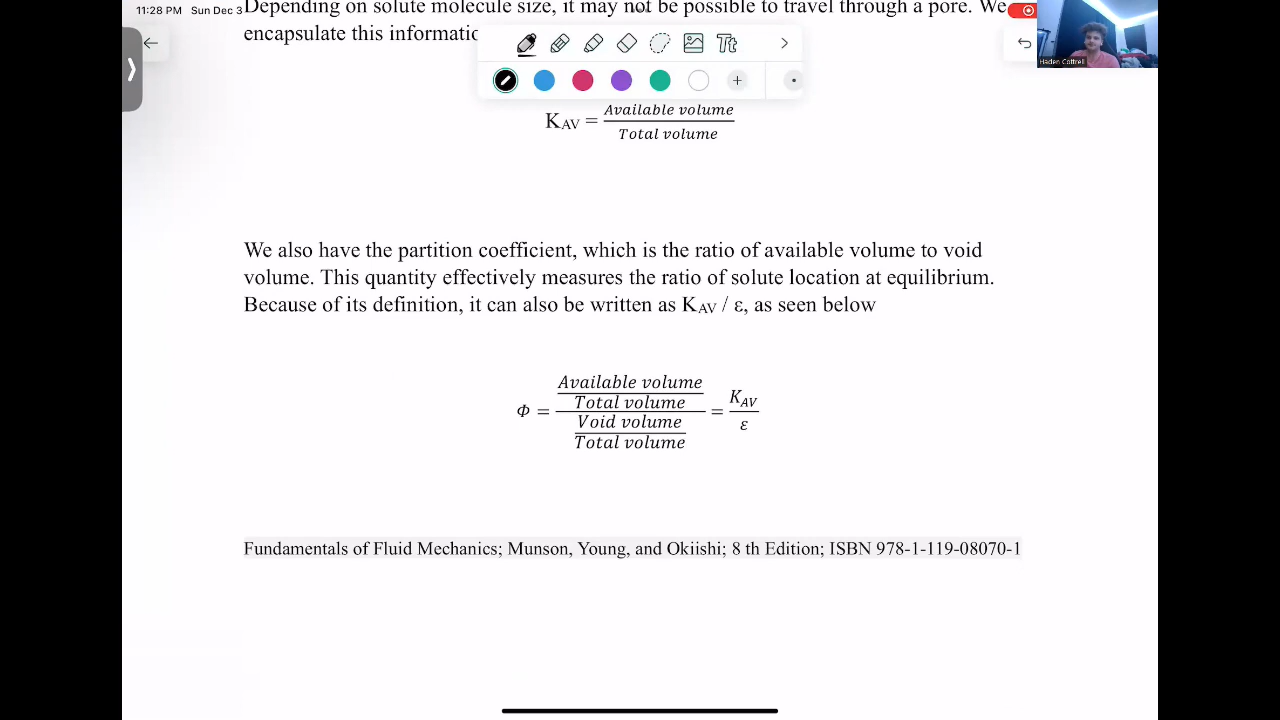 11:28 PM Sun Dec 3
Depending on solute molecule size, it may not be possible to travel through a pore. We
encapsulate this informatio
Haden Cottrell
Tt
K_AV = Available volume / Total volume
We also have the partition coefficient, which is the ratio of available volume to void
volume. This quantity effectively measures the ratio of solute location at equilibrium.
Because of its definition, it can also be written as K_AV / ε, as seen below
Φ = (Available volume / Total volume) / (Void volume / Total volume) = K_AV / ε
Fundamentals of Fluid Mechanics; Munson, Young, and Okiishi; 8 th Edition; ISBN 978-1-119-08070-1